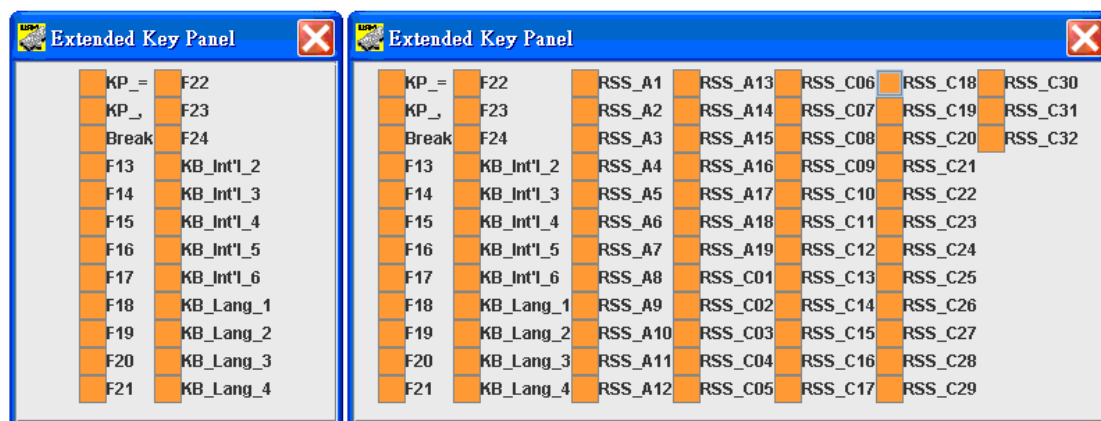 Extended Key Panel
KP_= F22
KP_, F23
Break F24
F13 KB_Int'l_2
F14 KB_Int'l_3
F15 KB_Int'l_4
F16 KB_Int'l_5
F17 KB_Int'l_6
F18 KB_Lang_1
F19 KB_Lang_2
F20 KB_Lang_3
F21 KB_Lang_4
Extended Key Panel
KP_= F22 RSS_A1 RSS_A13 RSS_C06 RSS_C18 RSS_C30
KP_, F23 RSS_A2 RSS_A14 RSS_C07 RSS_C19 RSS_C31
Break F24 RSS_A3 RSS_A15 RSS_C08 RSS_C20 RSS_C32
F13 KB_Int'l_2 RSS_A4 RSS_A16 RSS_C09 RSS_C21
F14 KB_Int'l_3 RSS_A5 RSS_A17 RSS_C10 RSS_C22
F15 KB_Int'l_4 RSS_A6 RSS_A18 RSS_C11 RSS_C23
F16 KB_Int'l_5 RSS_A7 RSS_A19 RSS_C12 RSS_C24
F17 KB_Int'l_6 RSS_A8 RSS_C01 RSS_C13 RSS_C25
F18 KB_Lang_1 RSS_A9 RSS_C02 RSS_C14 RSS_C26
F19 KB_Lang_2 RSS_A10 RSS_C03 RSS_C15 RSS_C27
F20 KB_Lang_3 RSS_A11 RSS_C04 RSS_C16 RSS_C28
F21 KB_Lang_4 RSS_A12 RSS_C05 RSS_C17 RSS_C29